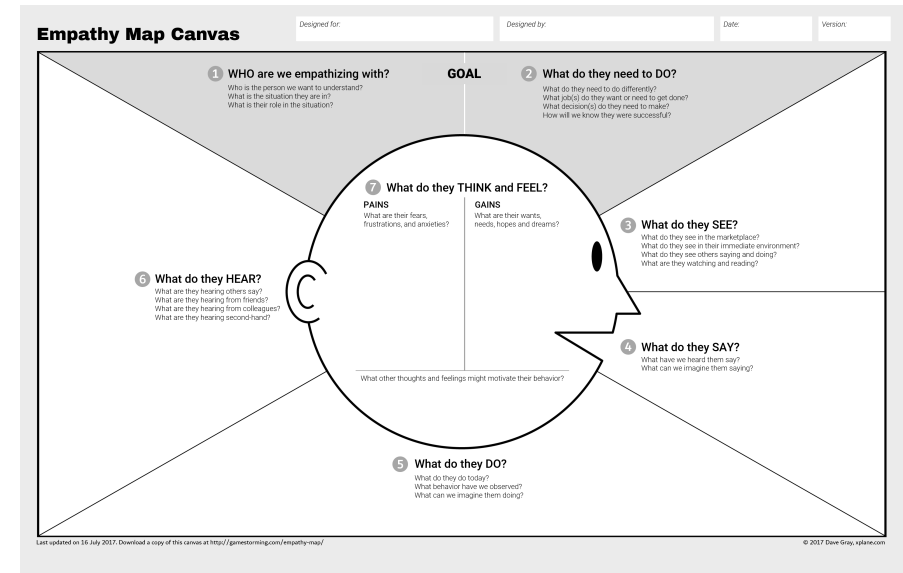 Empathy Map Canvas
Designed for:
Designed by:
Date:
Version:
1 WHO are we empathizing with?
Who is the person we want to understand?
What is the situation they are in?
What is their role in the situation?
GOAL
2 What do they need to DO?
What do they need to do differently?
What job(s) do they want or need to get done?
What decision(s) do they need to make?
How will we know they were successful?
7 What do they THINK and FEEL?
PAINS
What are their fears,
frustrations, and anxieties?
GAINS
What are their wants,
needs, hopes and dreams?
What other thoughts and feelings might motivate their behavior?
3 What do they SEE?
What do they see in the marketplace?
What do they see in their immediate environment?
What do they see others saying and doing?
What are they watching and reading?
4 What do they SAY?
What have we heard them say?
What can we imagine them saying?
5 What do they DO?
What do they do today?
What behavior have we observed?
What can we imagine them doing?
6 What do they HEAR?
What are they hearing others say?
What are they hearing from friends?
What are they hearing from colleagues?
What are they hearing second-hand?
Last updated on 16 July 2017. Download a copy of this canvas at http://gamestorming.com/empathy-map/
© 2017 Dave Gray, xplane.com